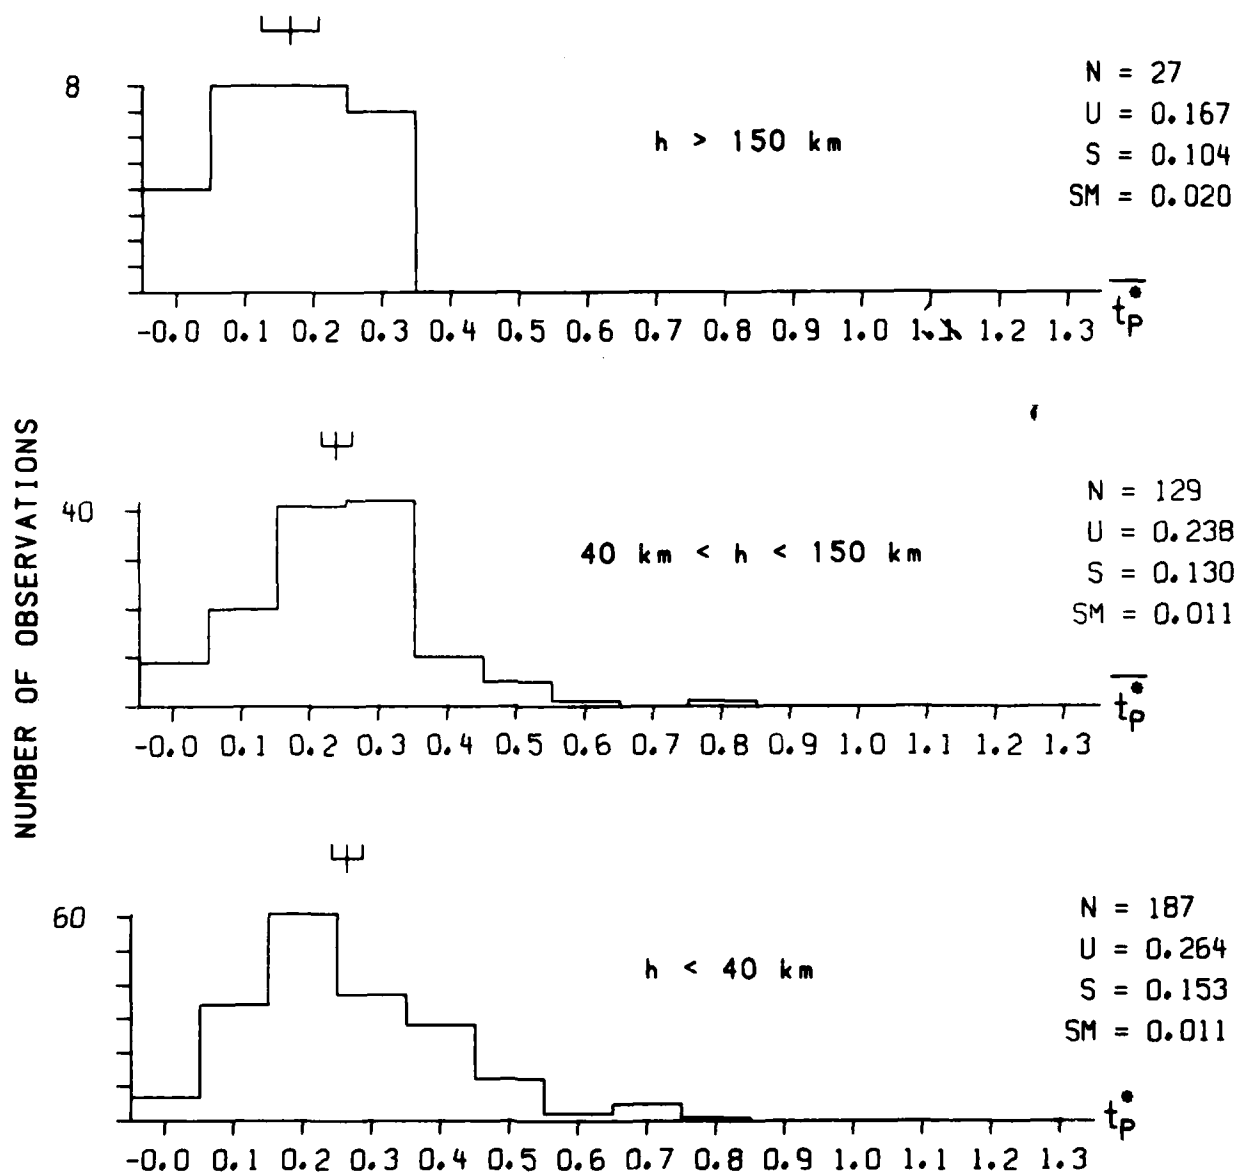 8
h > 150 km
N = 27
U = 0.167
S = 0.104
SM = 0.020
-0.0 0.1 0.2 0.3 0.4 0.5 0.6 0.7 0.8 0.9 1.0 1.1 1.2 1.3
t*P
NUMBER OF OBSERVATIONS
40
40 km < h < 150 km
N = 129
U = 0.238
S = 0.130
SM = 0.011
-0.0 0.1 0.2 0.3 0.4 0.5 0.6 0.7 0.8 0.9 1.0 1.1 1.2 1.3
t*P
60
h < 40 km
N = 187
U = 0.264
S = 0.153
SM = 0.011
-0.0 0.1 0.2 0.3 0.4 0.5 0.6 0.7 0.8 0.9 1.0 1.1 1.2 1.3
t*P